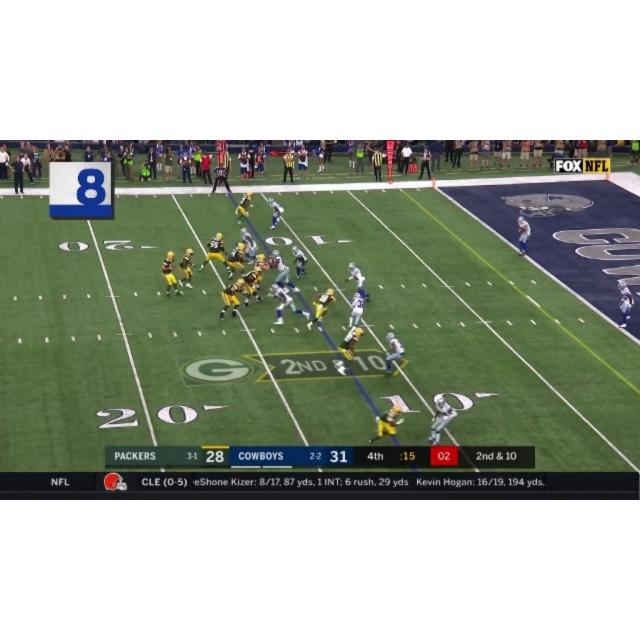 FOX NFL
8
20
10
COWB
G 2ND & 10
20
10
PACKERS 3-1 28 COWBOYS 2-2 31 4th :15 02 2nd & 10
NFL CLE (0-5) eShone Kizer: 8/17, 87 yds, 1 INT; 6 rush, 29 yds Kevin Hogan: 16/19, 194 yds,